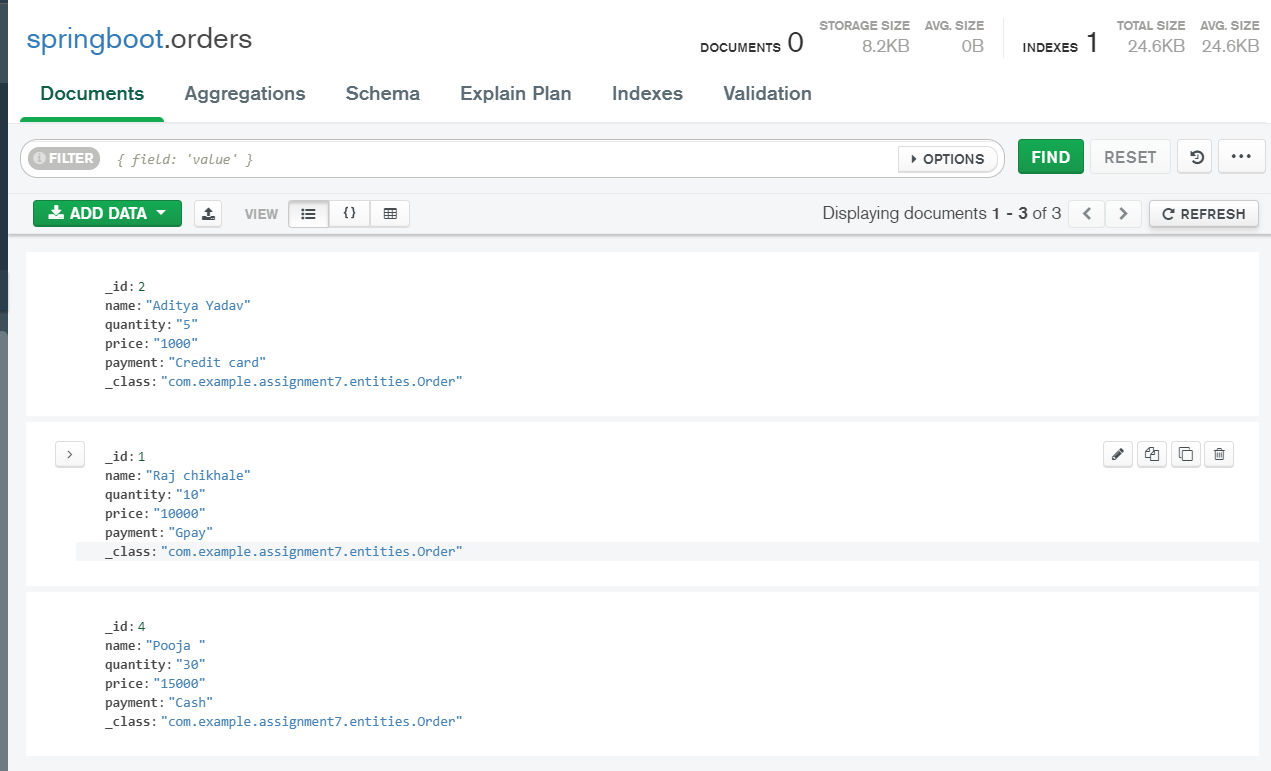 springboot.orders
DOCUMENTS 0 STORAGE SIZE 8.2KB AVG. SIZE 0B INDEXES 1 TOTAL SIZE 24.6KB AVG. SIZE 24.6KB
Documents Aggregations Schema Explain Plan Indexes Validation
FILTER { field: 'value' } OPTIONS FIND RESET
ADD DATA VIEW {} Displaying documents 1 - 3 of 3 REFRESH
_id: 2
name: "Aditya Yadav"
quantity: "5"
price: "1000"
payment: "Credit card"
_class: "com.example.assignment7.entities.Order"
_id: 1
name: "Raj chikhale"
quantity: "10"
price: "10000"
payment: "Gpay"
_class: "com.example.assignment7.entities.Order"
_id: 4
name: "Pooja "
quantity: "30"
price: "15000"
payment: "Cash"
_class: "com.example.assignment7.entities.Order"